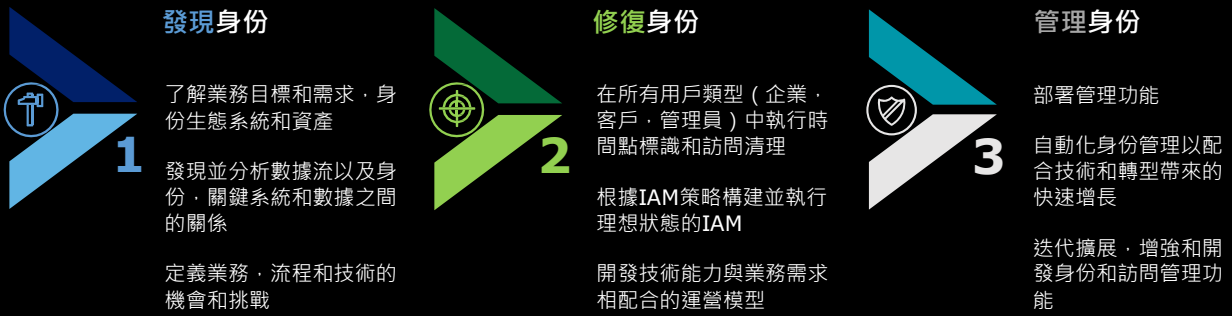 發現身份
1
了解業務目標和需求，身
份生態系統和資產
發現並分析數據流以及身
份，關鍵系統和數據之間
的關係
定義業務，流程和技術的
機會和挑戰
修復身份
2
在所有用戶類型（企業，
客戶，管理員）中執行時
間點標識和訪問清理
根據IAM策略構建並執行
理想狀態的IAM
開發技術能力與業務需求
相配合的運營模型
管理身份
3
部署管理功能
自動化身份管理以配
合技術和轉型帶來的
快速增長
迭代擴展，增強和開
發身份和訪問管理功
能